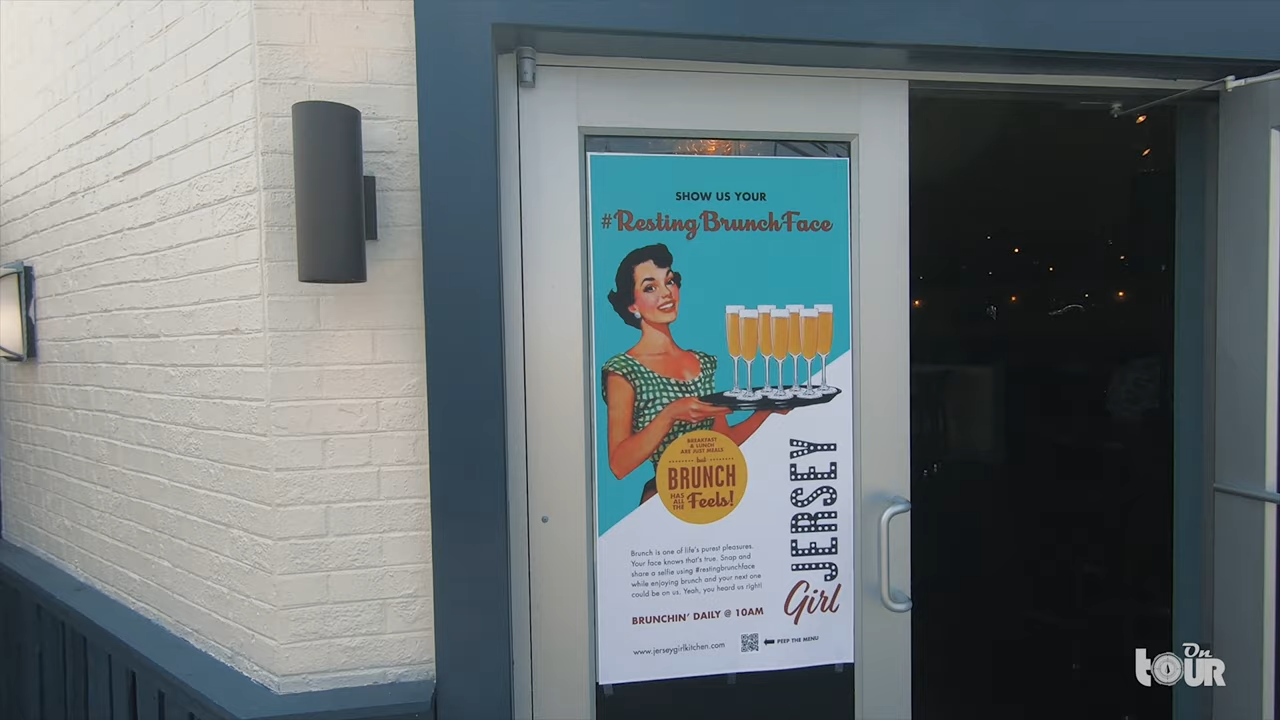 SHOW US YOUR
#RestingBrunchFace
BREAKFAST
& LUNCH
ARE JUST MEALS
but
BRUNCH
HAS
ALL
THE
Feels!
JERSEY
Girl
Brunch is one of life's purest pleasures.
Your face knows that's true. Snap and
share a selfie using #restingbrunchface
while enjoying brunch and your next one
could be on us. Yeah, you heard us right!
BRUNCHIN' DAILY @ 10AM
www.jerseygirlkitchen.com
PEEP THE MENU
On
tOUR